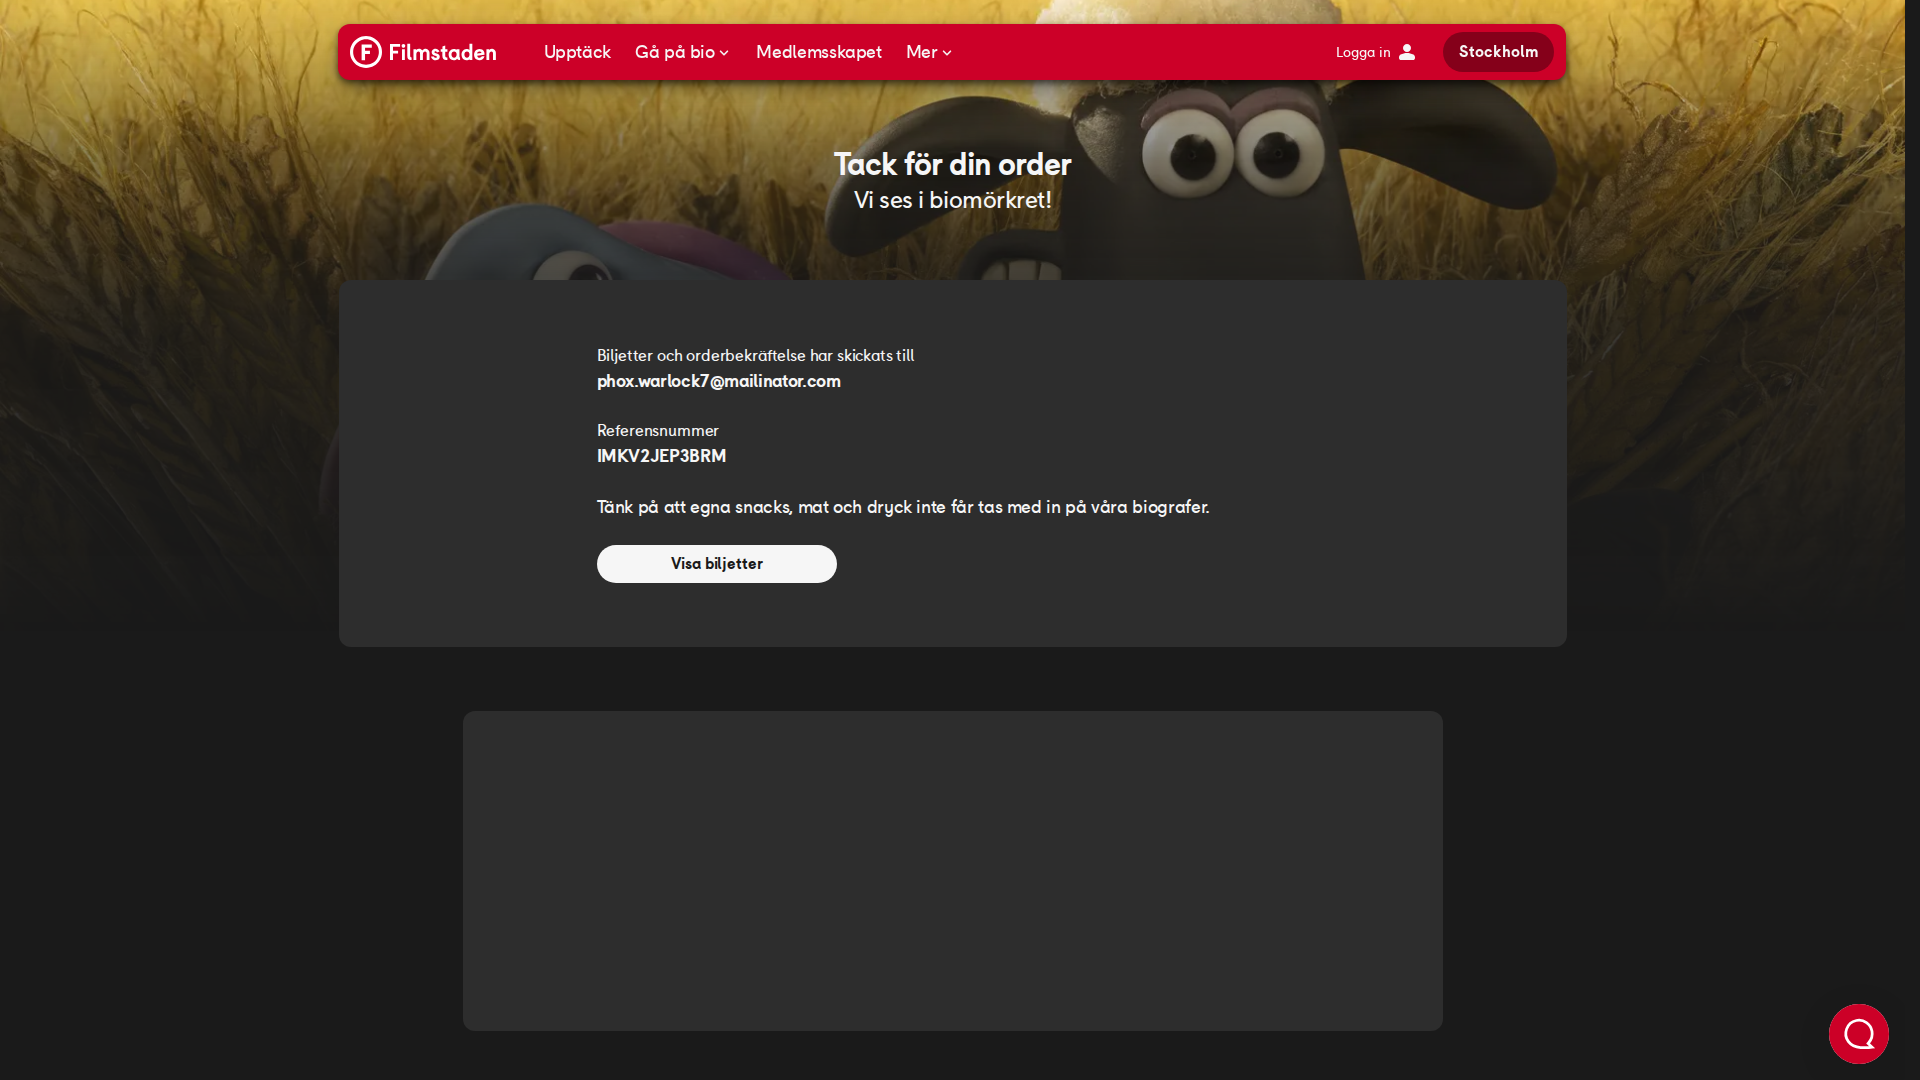 Filmstaden
Upptäck
Gå på bio
Medlemsskapet
Mer
Logga in
Stockholm
Tack för din order
Vi ses i biomörkret!
Biljetter och orderbekräftelse har skickats till
phox.warlock7@mailinator.com
Referensnummer
IMKV2JEP3BRM
Tänk på att egna snacks, mat och dryck inte får tas med in på våra biografer.
Visa biljetter